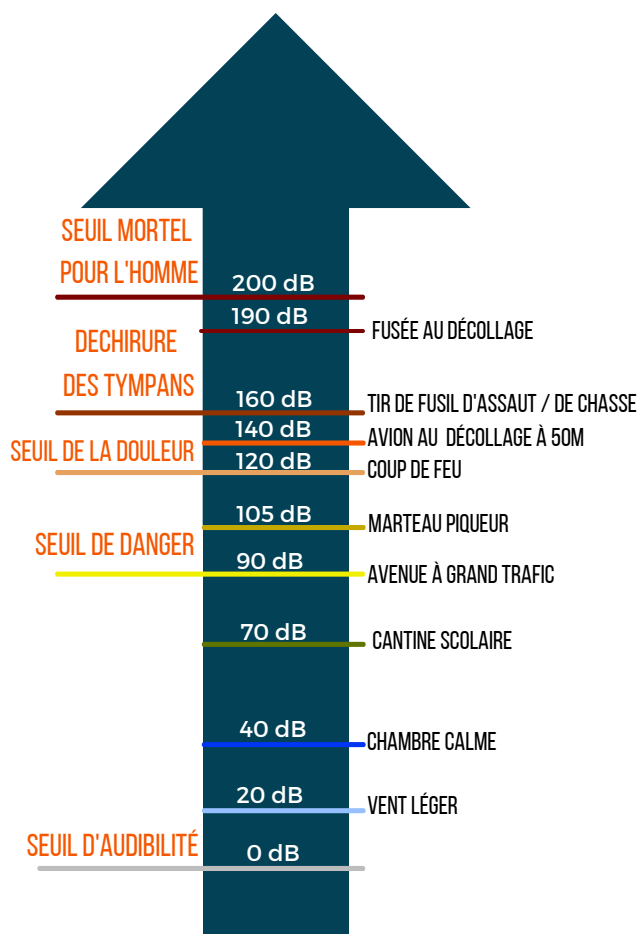 SEUIL MORTEL
POUR L'HOMME
200 dB
190 dB
FUSÉE AU DÉCOLLAGE
DECHIRURE
DES TYMPANS
160 dB
TIR DE FUSIL D'ASSAUT / DE CHASSE
140 dB
AVION AU DÉCOLLAGE À 50M
SEUIL DE LA DOULEUR
120 dB
COUP DE FEU
105 dB
MARTEAU PIQUEUR
SEUIL DE DANGER
90 dB
AVENUE À GRAND TRAFIC
70 dB
CANTINE SCOLAIRE
40 dB
CHAMBRE CALME
20 dB
VENT LÉGER
SEUIL D'AUDIBILITÉ
0 dB